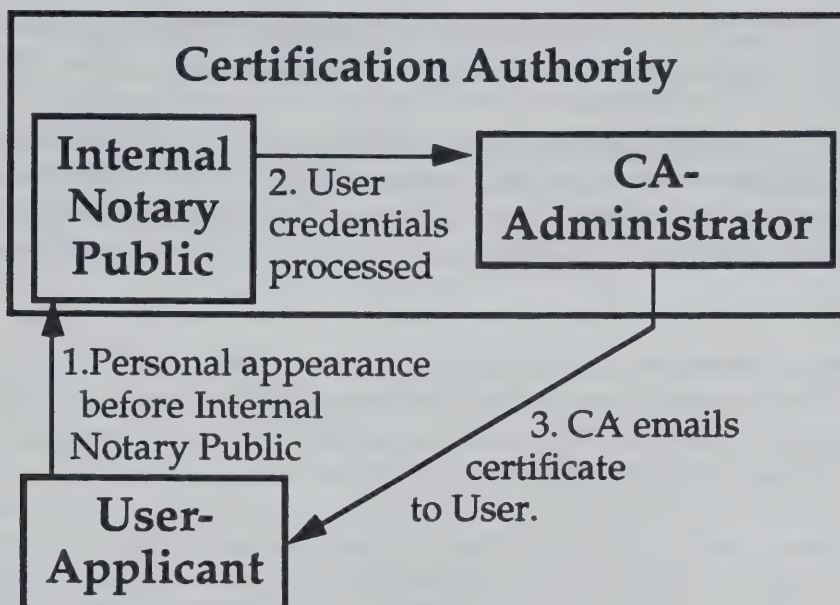 Certification Authority
Internal
Notary
Public
2. User
credentials
processed
CA-
Administrator
1.Personal appearance
before Internal
Notary Public
3. CA emails
certificate
to User.
User-
Applicant